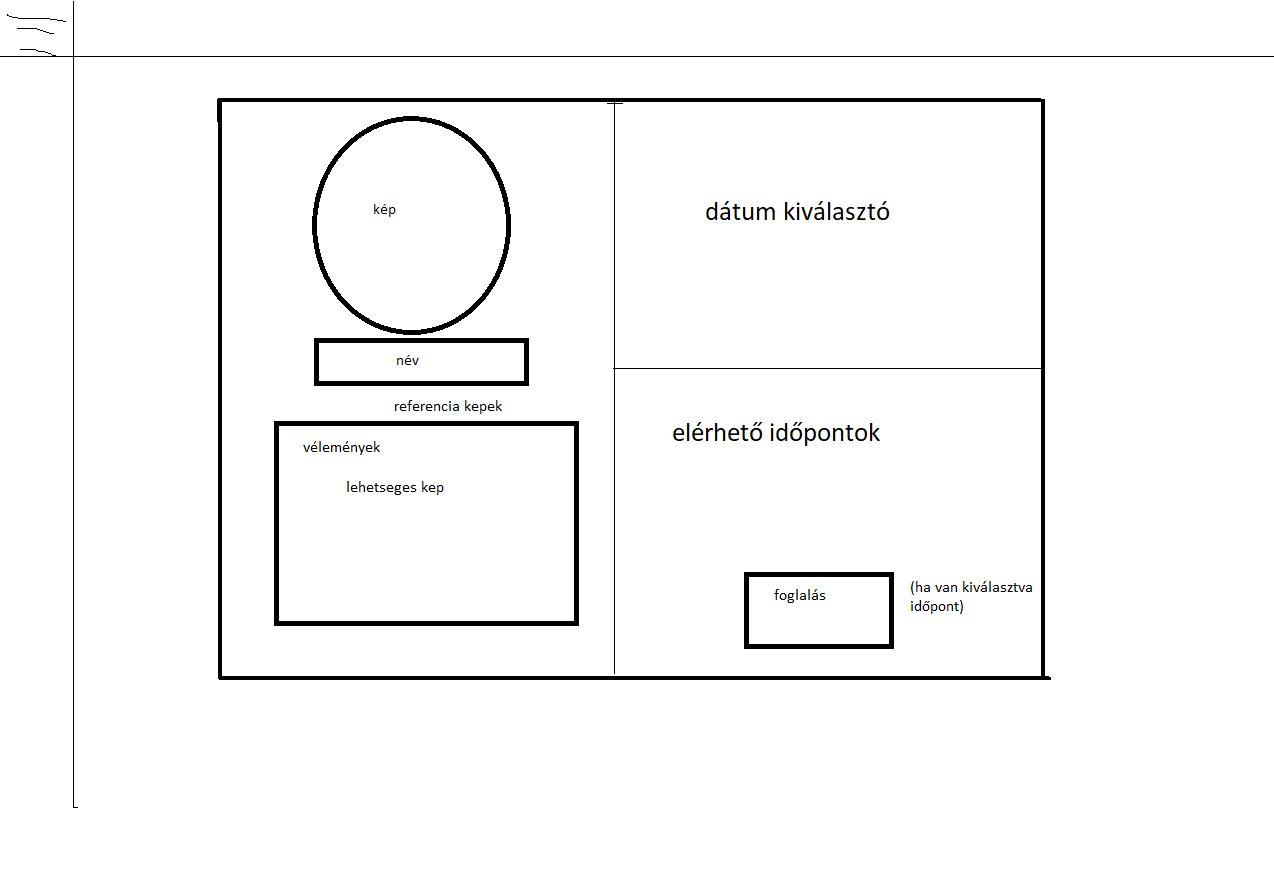 kép
név
referencia kepek
vélemények
lehetseges kep
dátum kiválasztó
elérhető időpontok
foglalás
(ha van kiválasztva
időpont)